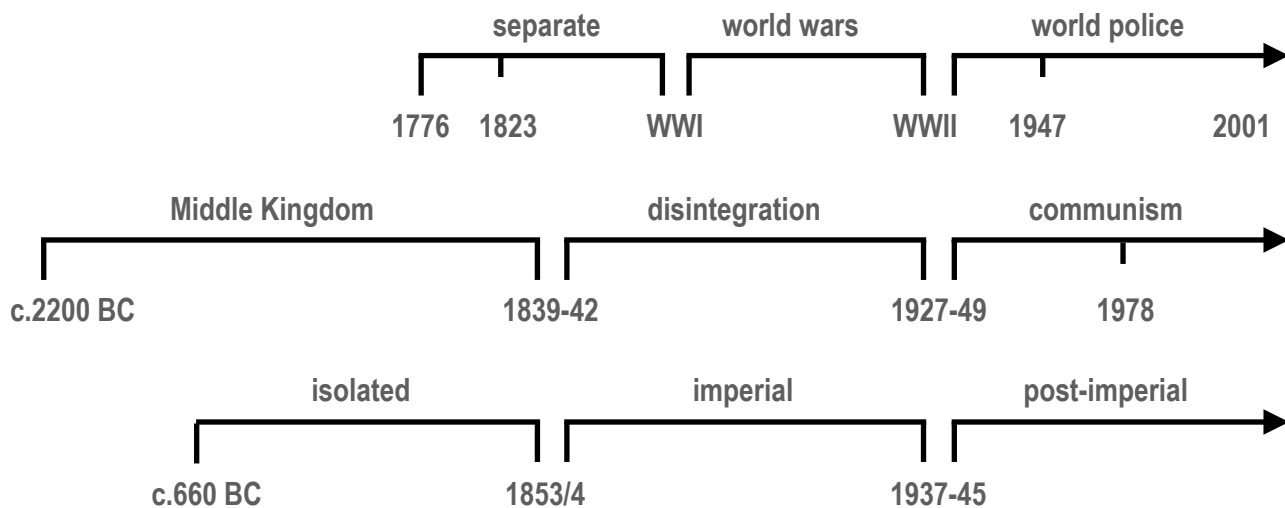 separate world wars world police
1776 1823 WWI WWII 1947 2001
Middle Kingdom disintegration communism
c.2200 BC 1839-42 1927-49 1978
isolated imperial post-imperial
c.660 BC 1853/4 1937-45